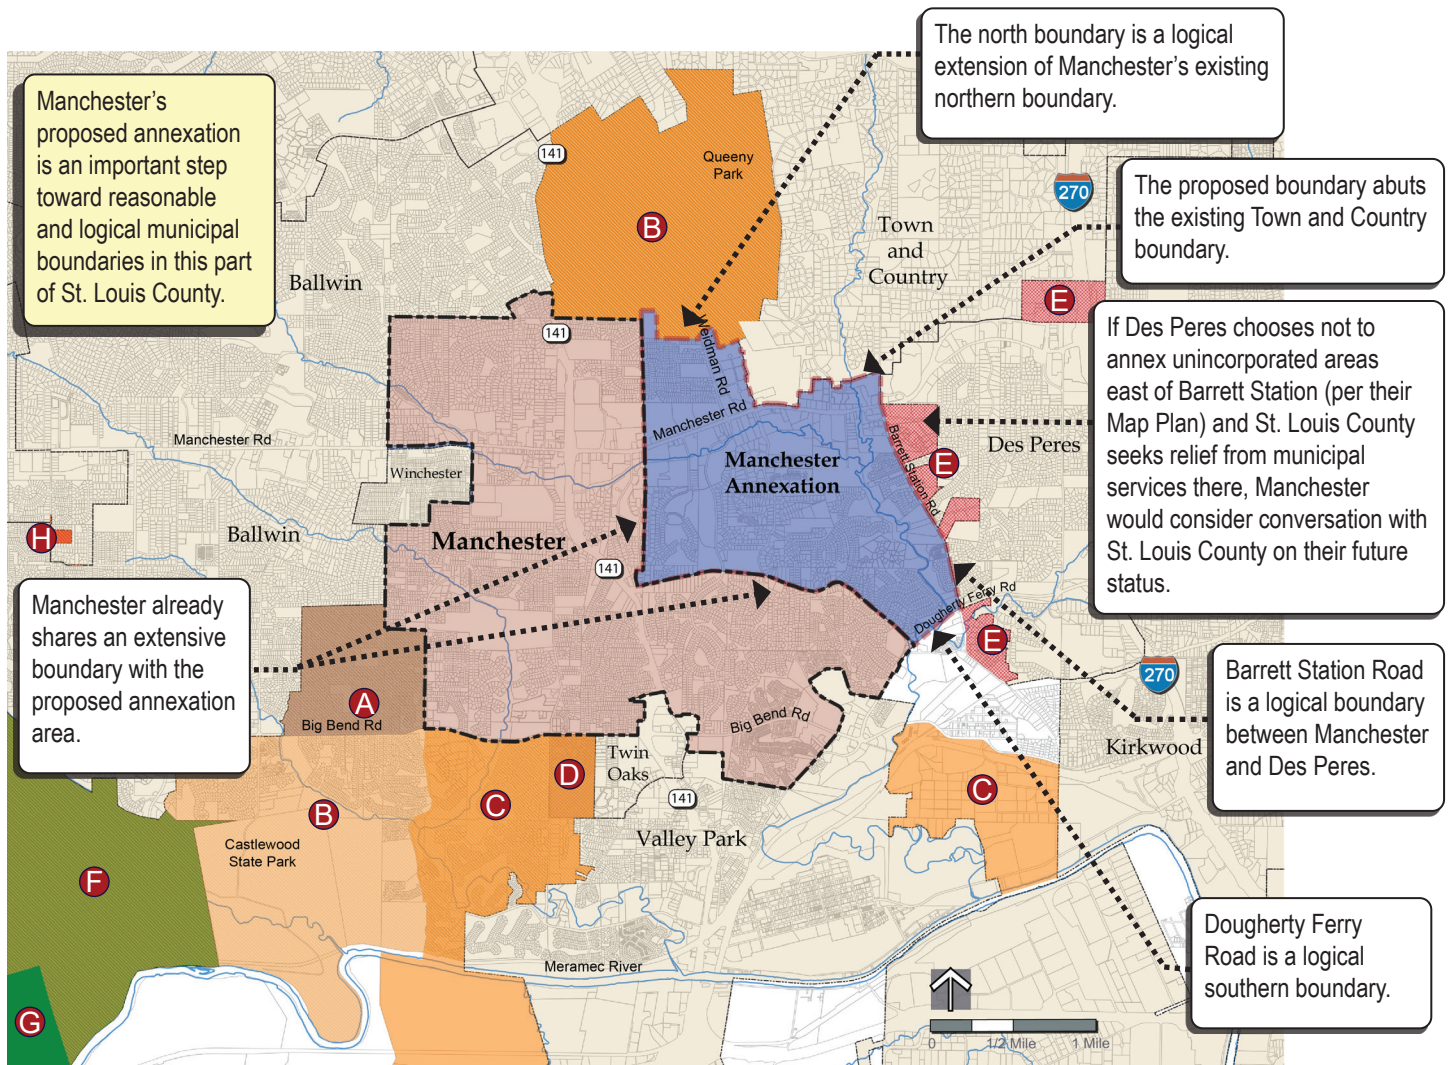 The north boundary is a logical
extension of Manchester's existing
northern boundary.
Manchester's
proposed annexation
is an important step
toward reasonable
and logical municipal
boundaries in this part
of St. Louis County.
The proposed boundary abuts
the existing Town and Country
boundary.
If Des Peres chooses not to
annex unincorporated areas
east of Barrett Station (per their
Map Plan) and St. Louis County
seeks relief from municipal
services there, Manchester
would consider conversation with
St. Louis County on their future
status.
Manchester already
shares an extensive
boundary with the
proposed annexation
area.
Barrett Station Road
is a logical boundary
between Manchester
and Des Peres.
Dougherty Ferry
Road is a logical
southern boundary.
141
Queeny
Park
B
270
Town
and
Country
Ballwin
E
141
Weidman Rd
Manchester Rd
Manchester Rd
Barrett Station Rd
Des Peres
Winchester
Manchester
Annexation
E
H
Ballwin
Manchester
141
Dougherty Ferry Rd
E
270
A
Big Bend Rd
Big Bend Rd
Kirkwood
Twin
Oaks
D
C
141
C
B
Valley Park
Castlewood
State Park
F
Meramec River
G
0
1/2 Mile
1 Mile